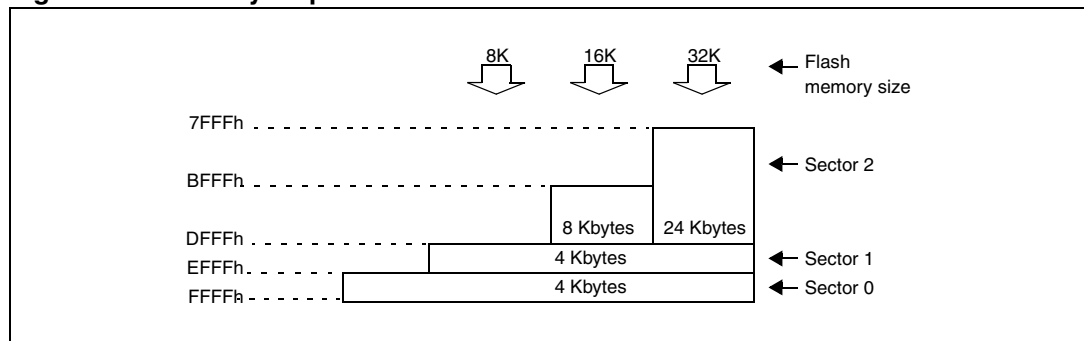 8K 16K 32K Flash
memory size
7FFFh
Sector 2
BFFFh
8 Kbytes 24 Kbytes
DFFFh
4 Kbytes Sector 1
EFFFh
4 Kbytes Sector 0
FFFFh